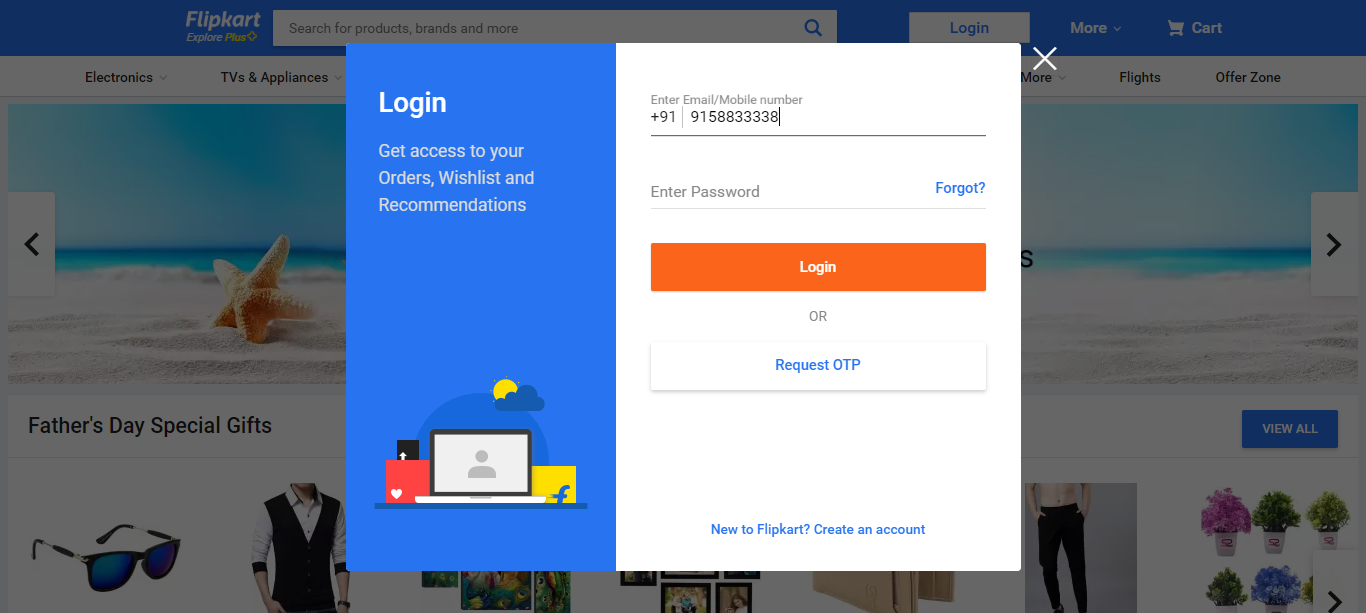 Flipkart
Explore Plus
Search for products, brands and more
Login
More
Cart
Electronics
TVs & Appliances
More
Flights
Offer Zone
Login
Get access to your
Orders, Wishlist and
Recommendations
Enter Email/Mobile number
+91 9158833338
Enter Password
Forgot?
Login
OR
Request OTP
New to Flipkart? Create an account
Father's Day Special Gifts
VIEW ALL